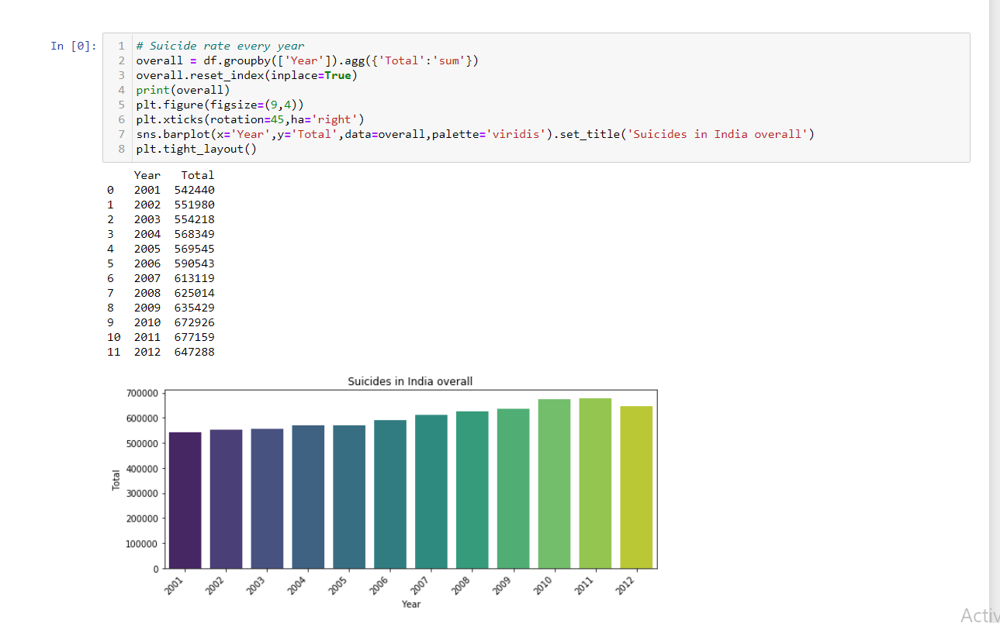 In [0]:
1 # Suicide rate every year
2 overall = df.groupby(['Year']).agg({'Total':'sum'})
3 overall.reset_index(inplace=True)
4 print(overall)
5 plt.figure(figsize=(9,4))
6 plt.xticks(rotation=45,ha='right')
7 sns.barplot(x='Year',y='Total',data=overall,palette='viridis').set_title('Suicides in India overall')
8 plt.tight_layout()
Year Total
0 2001 542440
1 2002 551980
2 2003 554218
3 2004 568349
4 2005 569545
5 2006 590543
6 2007 613119
7 2008 625014
8 2009 635429
9 2010 672926
10 2011 677159
11 2012 647288
Suicides in India overall
700000
600000
500000
400000
300000
200000
100000
0
Total
2001 2002 2003 2004 2005 2006 2007 2008 2009 2010 2011 2012
Year
Activ